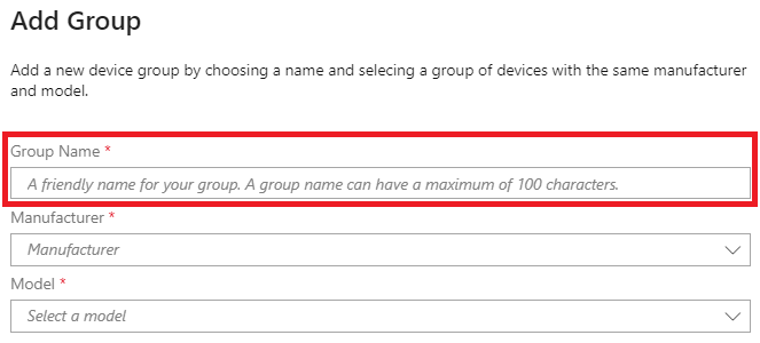 Add Group
Add a new device group by choosing a name and selecing a group of devices with the same manufacturer
and model.
Group Name *
A friendly name for your group. A group name can have a maximum of 100 characters.
Manufacturer *
Manufacturer
Model *
Select a model